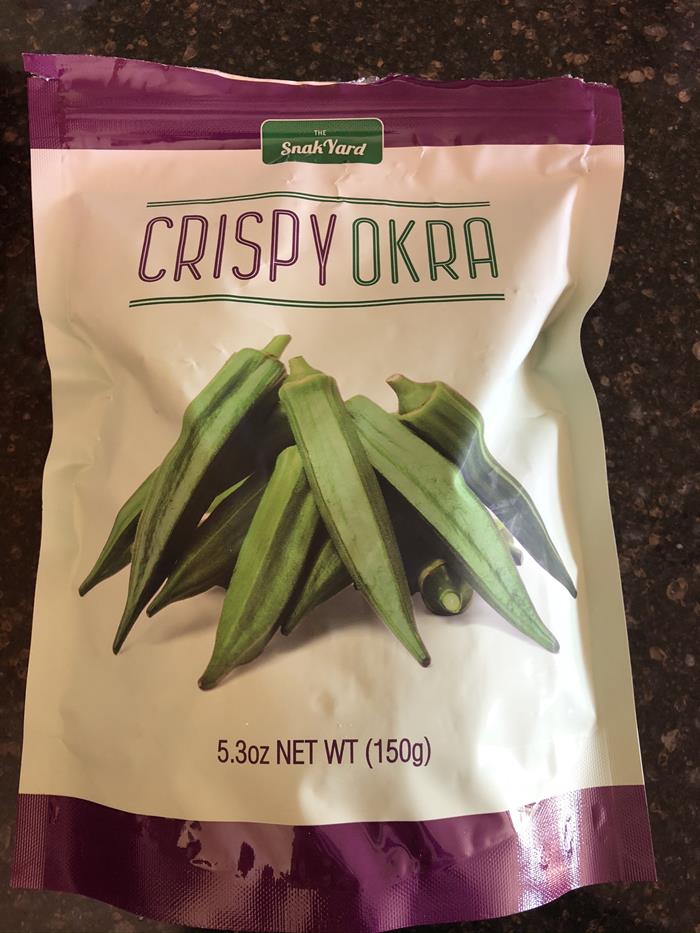 THE
SnakYard
CRISPY OKRA
5.3oz NET WT (150g)